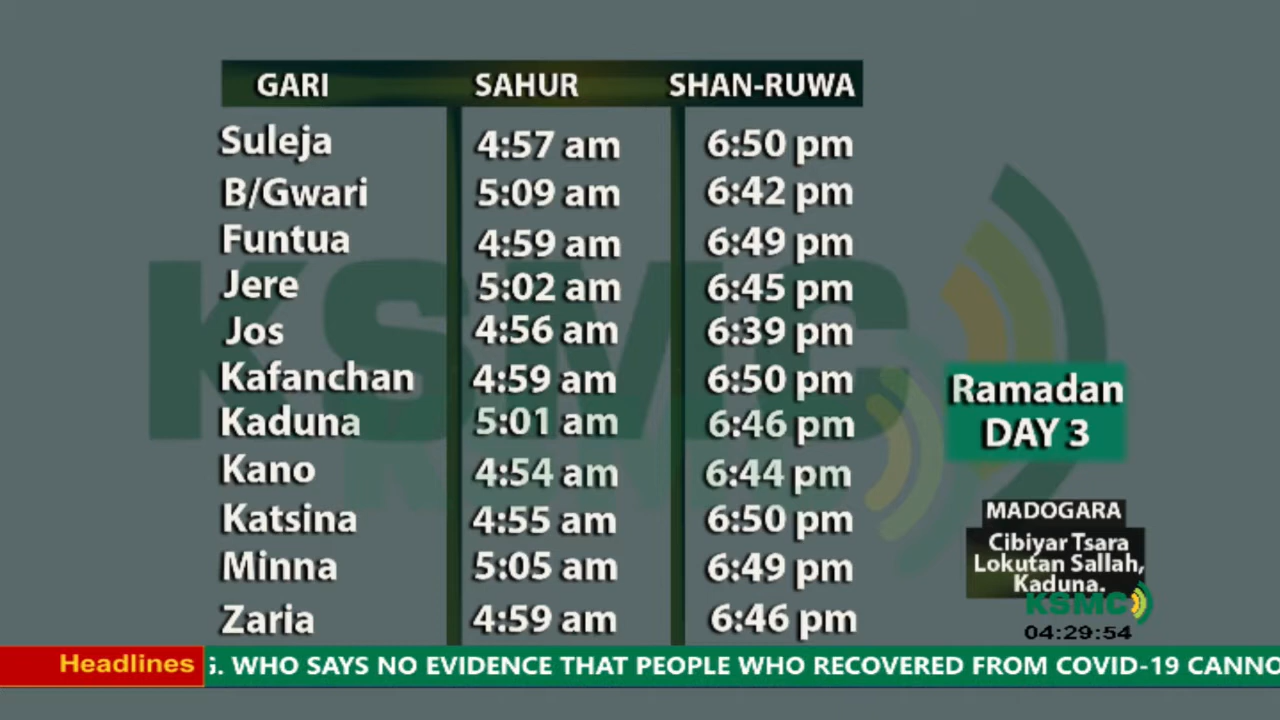 GARI SAHUR SHAN-RUWA
Suleja 4:57 am 6:50 pm
B/Gwari 5:09 am 6:42 pm
Funtua 4:59 am 6:49 pm
Jere 5:02 am 6:45 pm
Jos 4:56 am 6:39 pm
Kafanchan 4:59 am 6:50 pm
Kaduna 5:01 am 6:46 pm
Kano 4:54 am 6:44 pm
Katsina 4:55 am 6:50 pm
Minna 5:05 am 6:49 pm
Zaria 4:59 am 6:46 pm
KSMC
Ramadan
DAY 3
MADOGARA
Cibiyar Tsara
Lokutan Sallah,
Kaduna.
KSMC
04:29:54
Headlines G. WHO SAYS NO EVIDENCE THAT PEOPLE WHO RECOVERED FROM COVID-19 CANNO